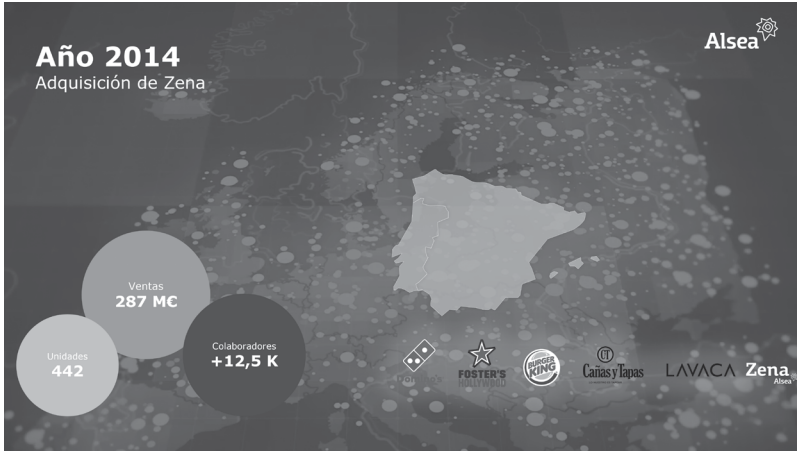 Año 2014
Adquisición de Zena
Alsea
Ventas
287 M€
Unidades
442
Colaboradores
+12,5 K
Domino's
FOSTER'S
HOLLYWOOD
BURGER
KING
CT
Cañas y Tapas
LAVACA
Zena
Alsea